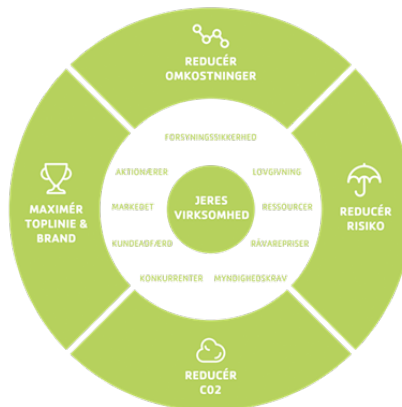 REDUCÉR
OMKOSTNINGER
FORSKNINGSSIKKERHED
AKTIONÆRER
LOVGIVNING
MAXIMÉR
TOPLINIE &
BRAND
MARKEDET
JERES
VIRKSOMHED
RESSOURCER
REDUCÉR
RISIKO
KUNDEADFÆRD
RÅVAREPRISER
KONKURRENTER
MYNDIGHEDSKRAV
REDUCÉR
CO2